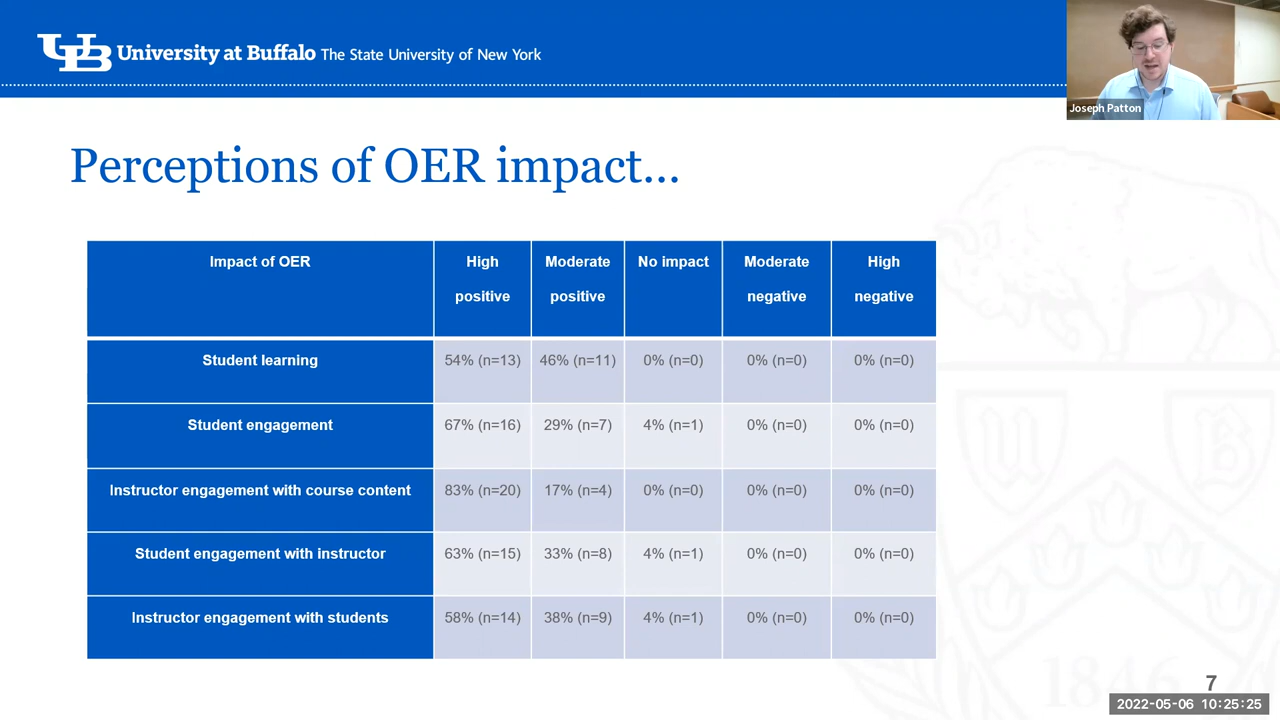 UB University at Buffalo The State University of New York
Joseph Patton
Perceptions of OER impact...
Impact of OER High positive Moderate positive No impact Moderate negative High negative
Student learning 54% (n=13) 46% (n=11) 0% (n=0) 0% (n=0) 0% (n=0)
Student engagement 67% (n=16) 29% (n=7) 4% (n=1) 0% (n=0) 0% (n=0)
Instructor engagement with course content 83% (n=20) 17% (n=4) 0% (n=0) 0% (n=0) 0% (n=0)
Student engagement with instructor 63% (n=15) 33% (n=8) 4% (n=1) 0% (n=0) 0% (n=0)
Instructor engagement with students 58% (n=14) 38% (n=9) 4% (n=1) 0% (n=0) 0% (n=0)
U B
1846
7
2022-05-06 10:25:25